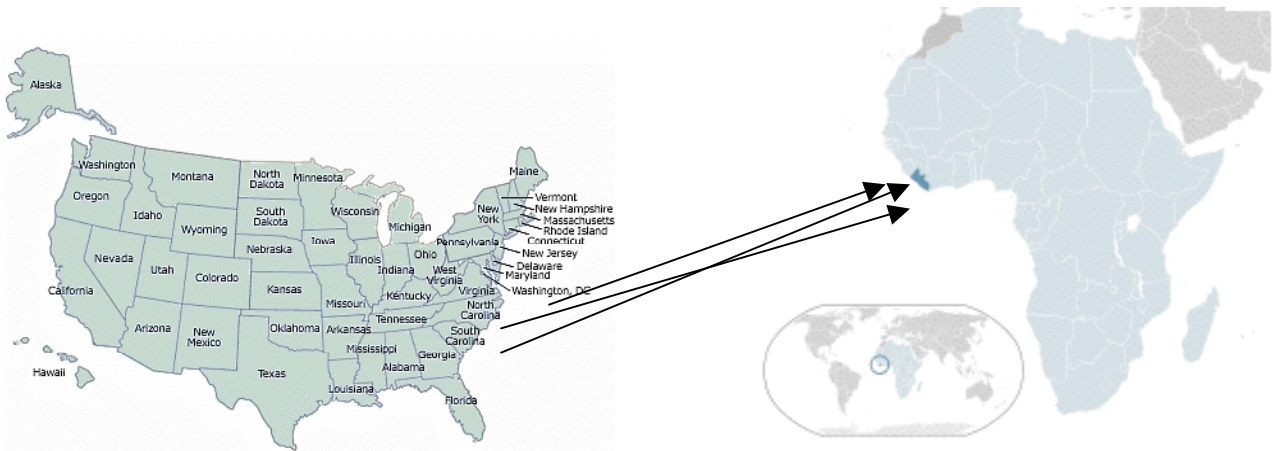 Alaska
Washington
Montana
North
Dakota
Minnesota
Maine
Oregon
Idaho
Wyoming
South
Dakota
Wisconsin
Michigan
New
York
Vermont
New Hampshire
Massachusetts
Rhode Island
Connecticut
Nevada
Utah
Colorado
Nebraska
Iowa
Illinois
Indiana
Ohio
Pennsylvania
New Jersey
Delaware
Maryland
Washington, DC
West
Virginia
Virginia
California
Kansas
Missouri
Kentucky
North
Carolina
Tennessee
Arizona
New
Mexico
Oklahoma
Arkansas
South
Carolina
Mississippi
Georgia
Alabama
Hawaii
Texas
Louisiana
Florida